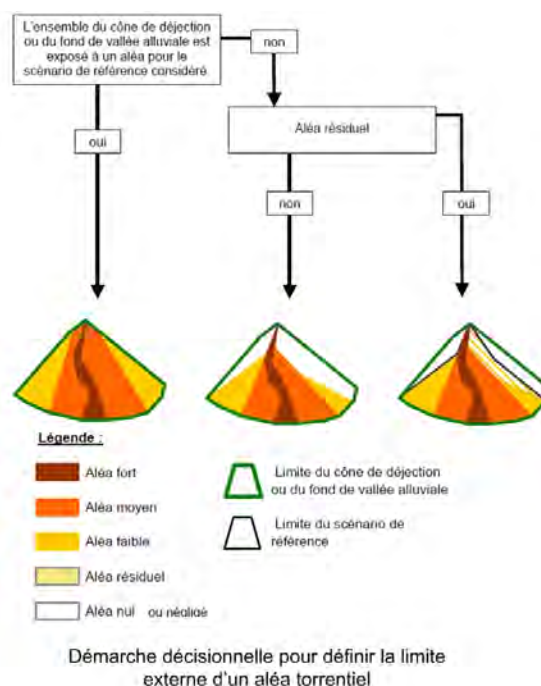 L'ensemble du cône de déjection
ou du fond de vallée alluviale est
exposé à un aléa pour le
scénario de référence considéré.
non
Aléa résiduel
oui
non
oui
Légende :
Aléa fort
Aléa moyen
Aléa faible
Aléa résiduel
Aléa nul ou négligé
Limite du cône de déjection
ou du fond de vallée alluviale
Limite du scénario de
référence
Démarche décisionnelle pour définir la limite
externe d'un aléa torrentiel